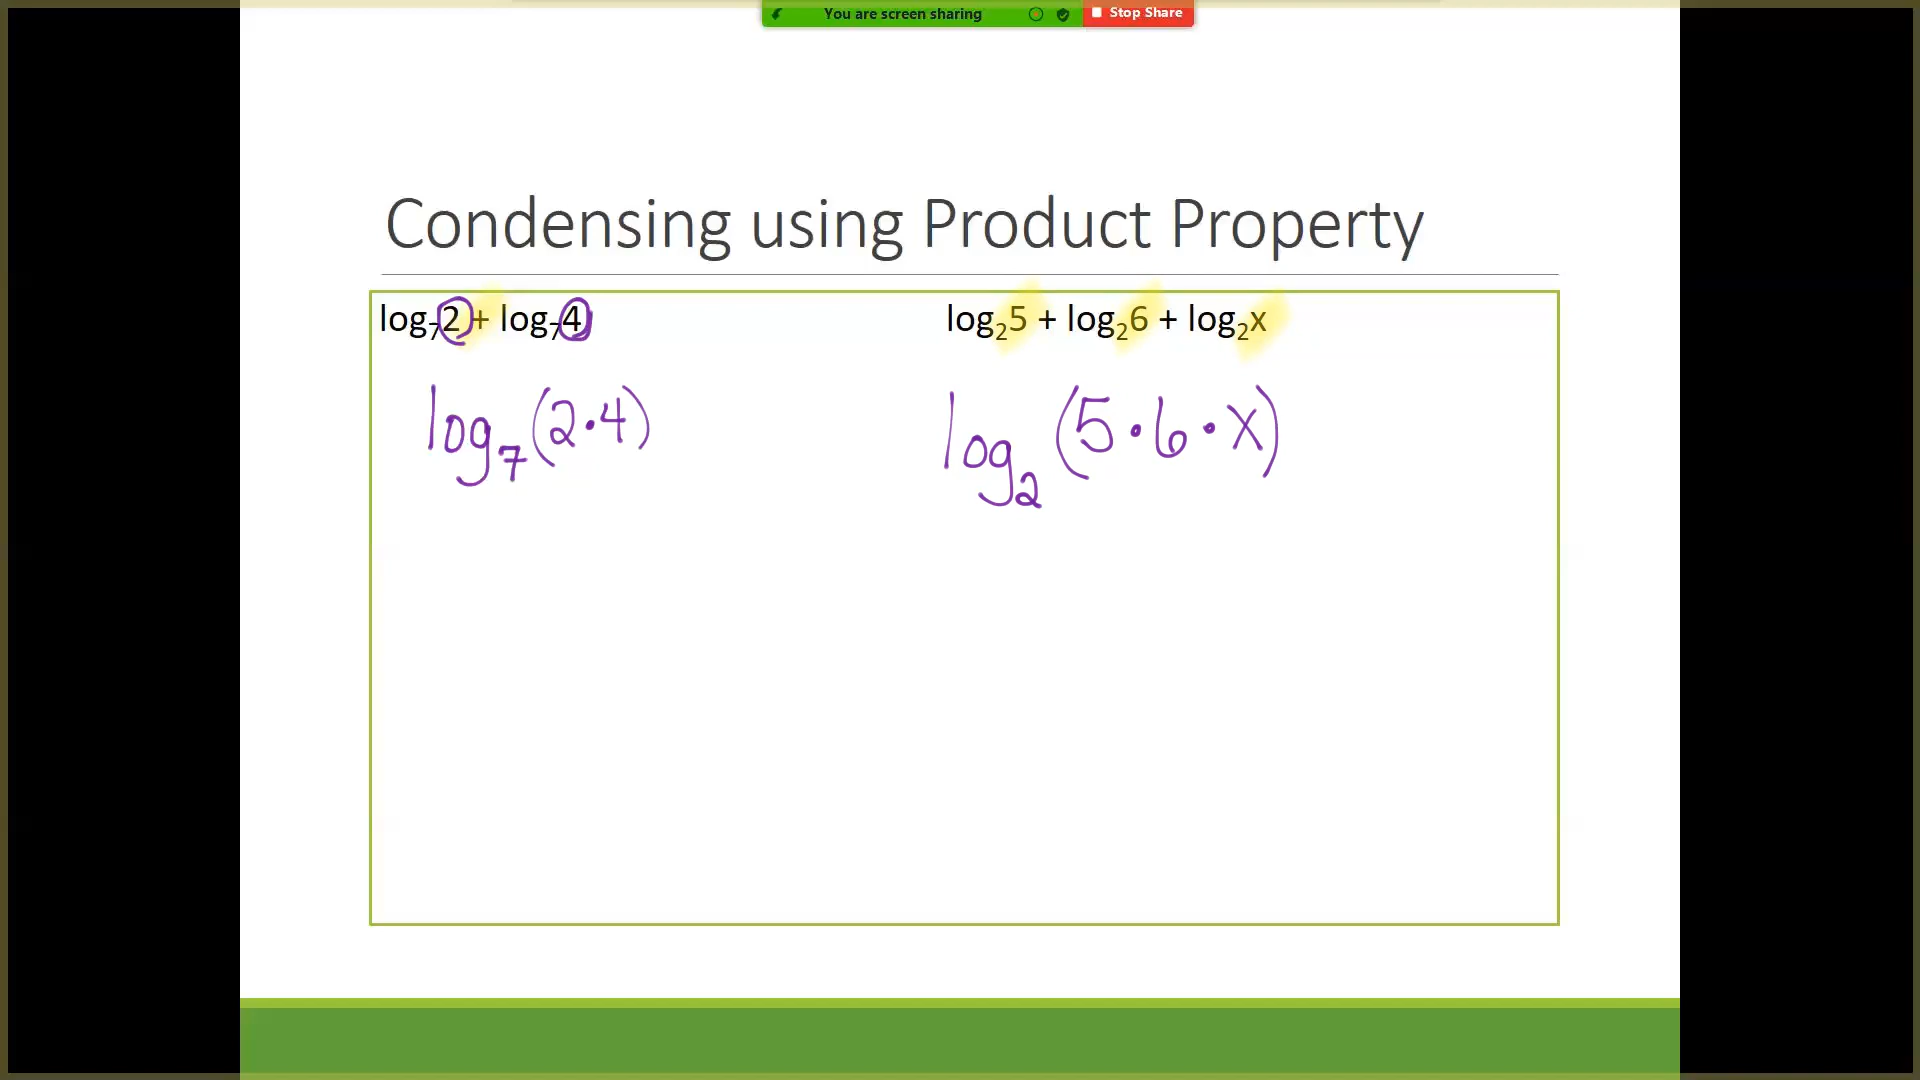 You are screen sharing Stop Share
Condensing using Product Property
log₇2 + log₇4 log₂5 + log₂6 + log₂x
log₇(2·4) log₂(5·6·x)